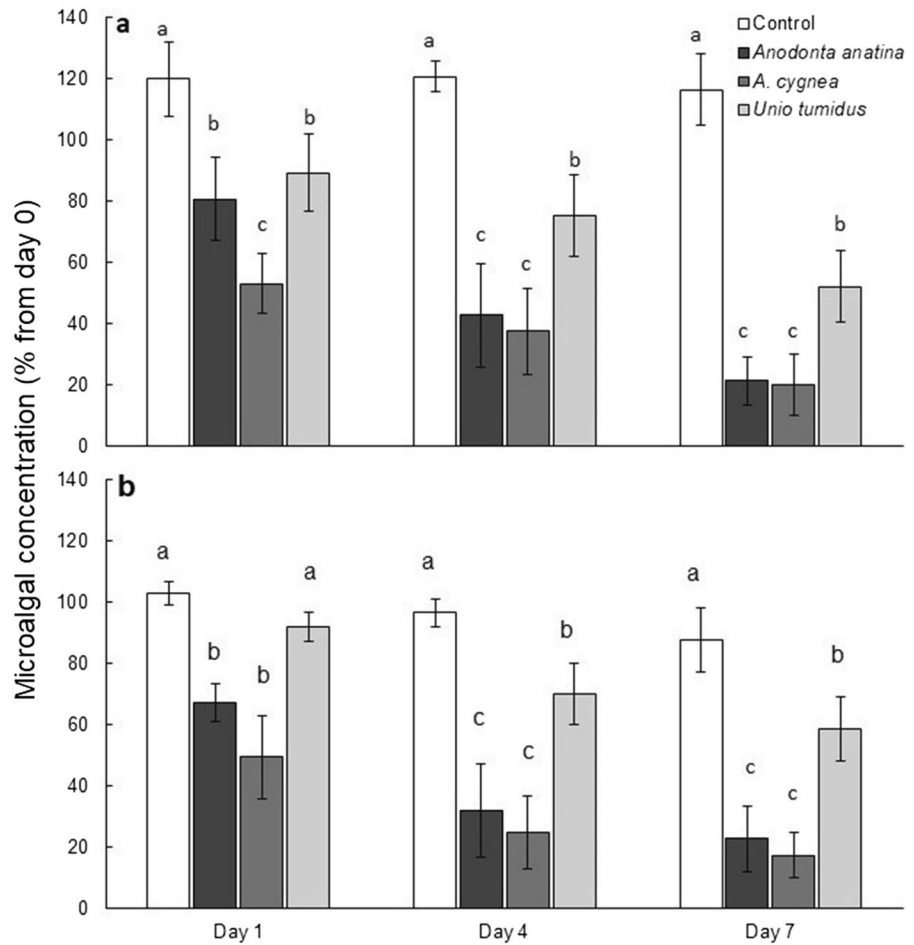 Microalgal concentration (% from day 0)
a
140
120
100
80
60
40
20
0
Control
Anodonta anatina
A. cygnea
Unio tumidus
a
b
c
b
a
c
c
b
a
c
c
b
b
140
120
100
80
60
40
20
0
a
b
b
a
a
c
c
b
a
c
c
b
Day 1
Day 4
Day 7